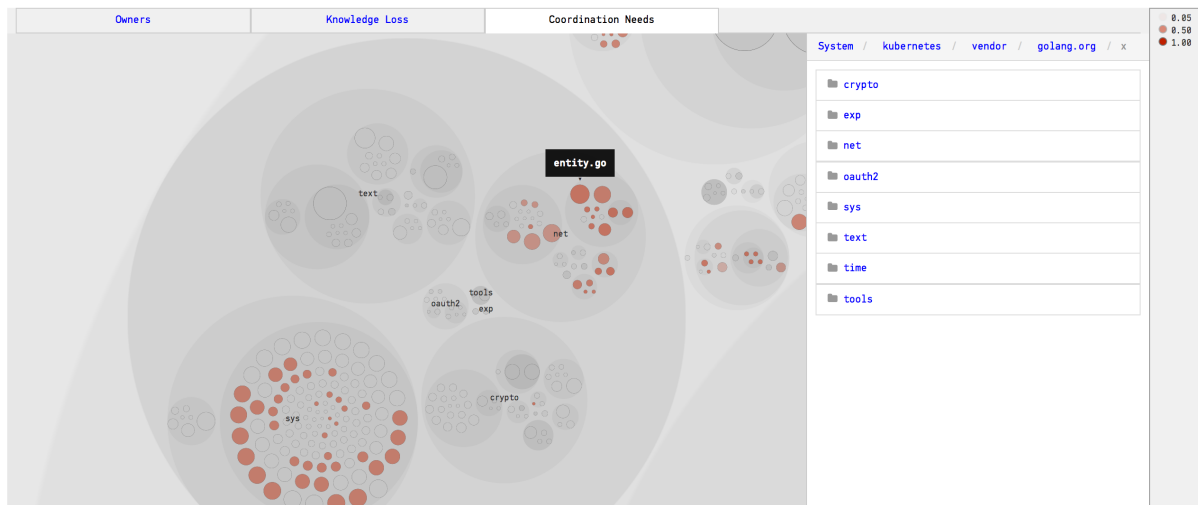 Owners
Knowledge Loss
Coordination Needs
System / kubernetes / vendor / golang.org / x
0.05
0.50
1.00
crypto
exp
net
oauth2
sys
text
time
tools
entity.go
text
net
tools
oauth2
exp
crypto
sys